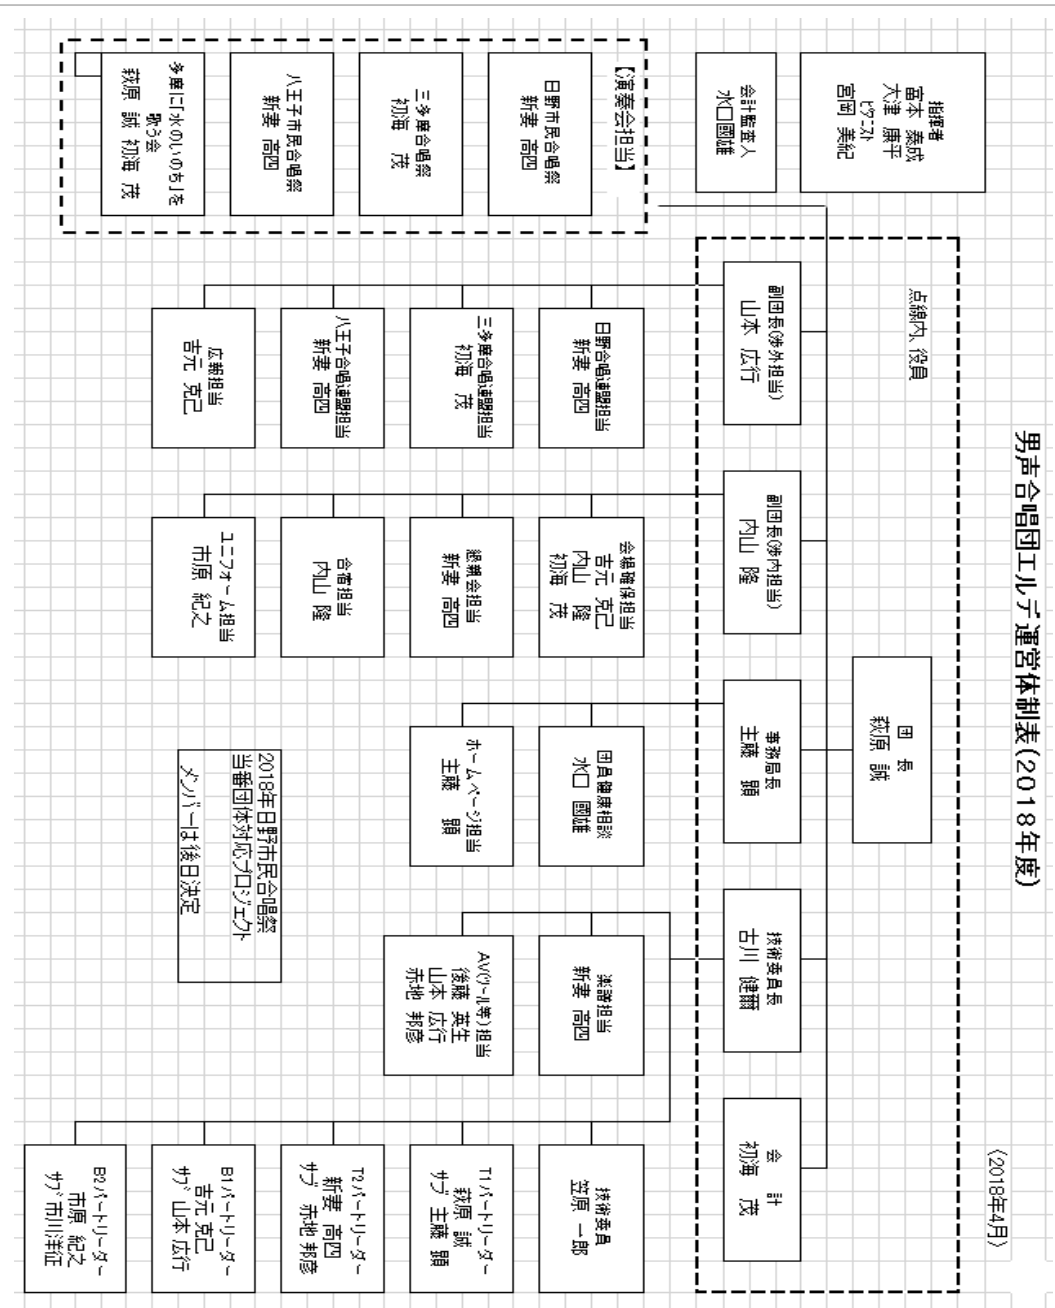 男声合唱団エルデ運営体制表(2018年度)
(2018年4月)
指揮者
富本 泰成
大津 康平
ピアニスト
宮岡 美紀
会計監査人
水口國雄
点線内、役員
団 長
萩原 誠
副団長(渉外担当)
山本 広行
副団長(渉内担当)
内山 隆
事務局長
主藤 顕
技術委員長
古川 健爾
会 計
初海 茂
【演奏会担当】
日野市民合唱祭
新妻 高四
三多摩合唱祭
初海 茂
八王子市民合唱祭
新妻 高四
多摩に「水のいのち」を
歌う会
萩原 誠 初海 茂
日野合唱連盟担当
新妻 高四
三多摩合唱連盟担当
初海 茂
八王子合唱連盟担当
新妻 高四
広報担当
吉元 克己
会場確保担当
吉元 克己
内山 隆
初海 茂
懇親会担当
新妻 高四
合宿担当
内山 隆
ユニフォーム担当
市原 紀之
団員健康相談
水口 國雄
ホームページ担当
主藤 顕
2018年日野市民合唱祭
当番団体対応プロジェクト
メンバーは後日決定
楽譜担当
新妻 高四
AV(ツール等)担当
後藤 英生
山本 広行
赤地 邦彦
技術委員
笠原 一郎
T1パートリーダー
萩原 誠
サブ 主藤 顕
T2パートリーダー
新妻 高四
サブ 赤地 邦彦
B1パートリーダー
吉元 克己
サブ 山本 広行
B2パートリーダー
市原 紀之
サブ 市川洋征